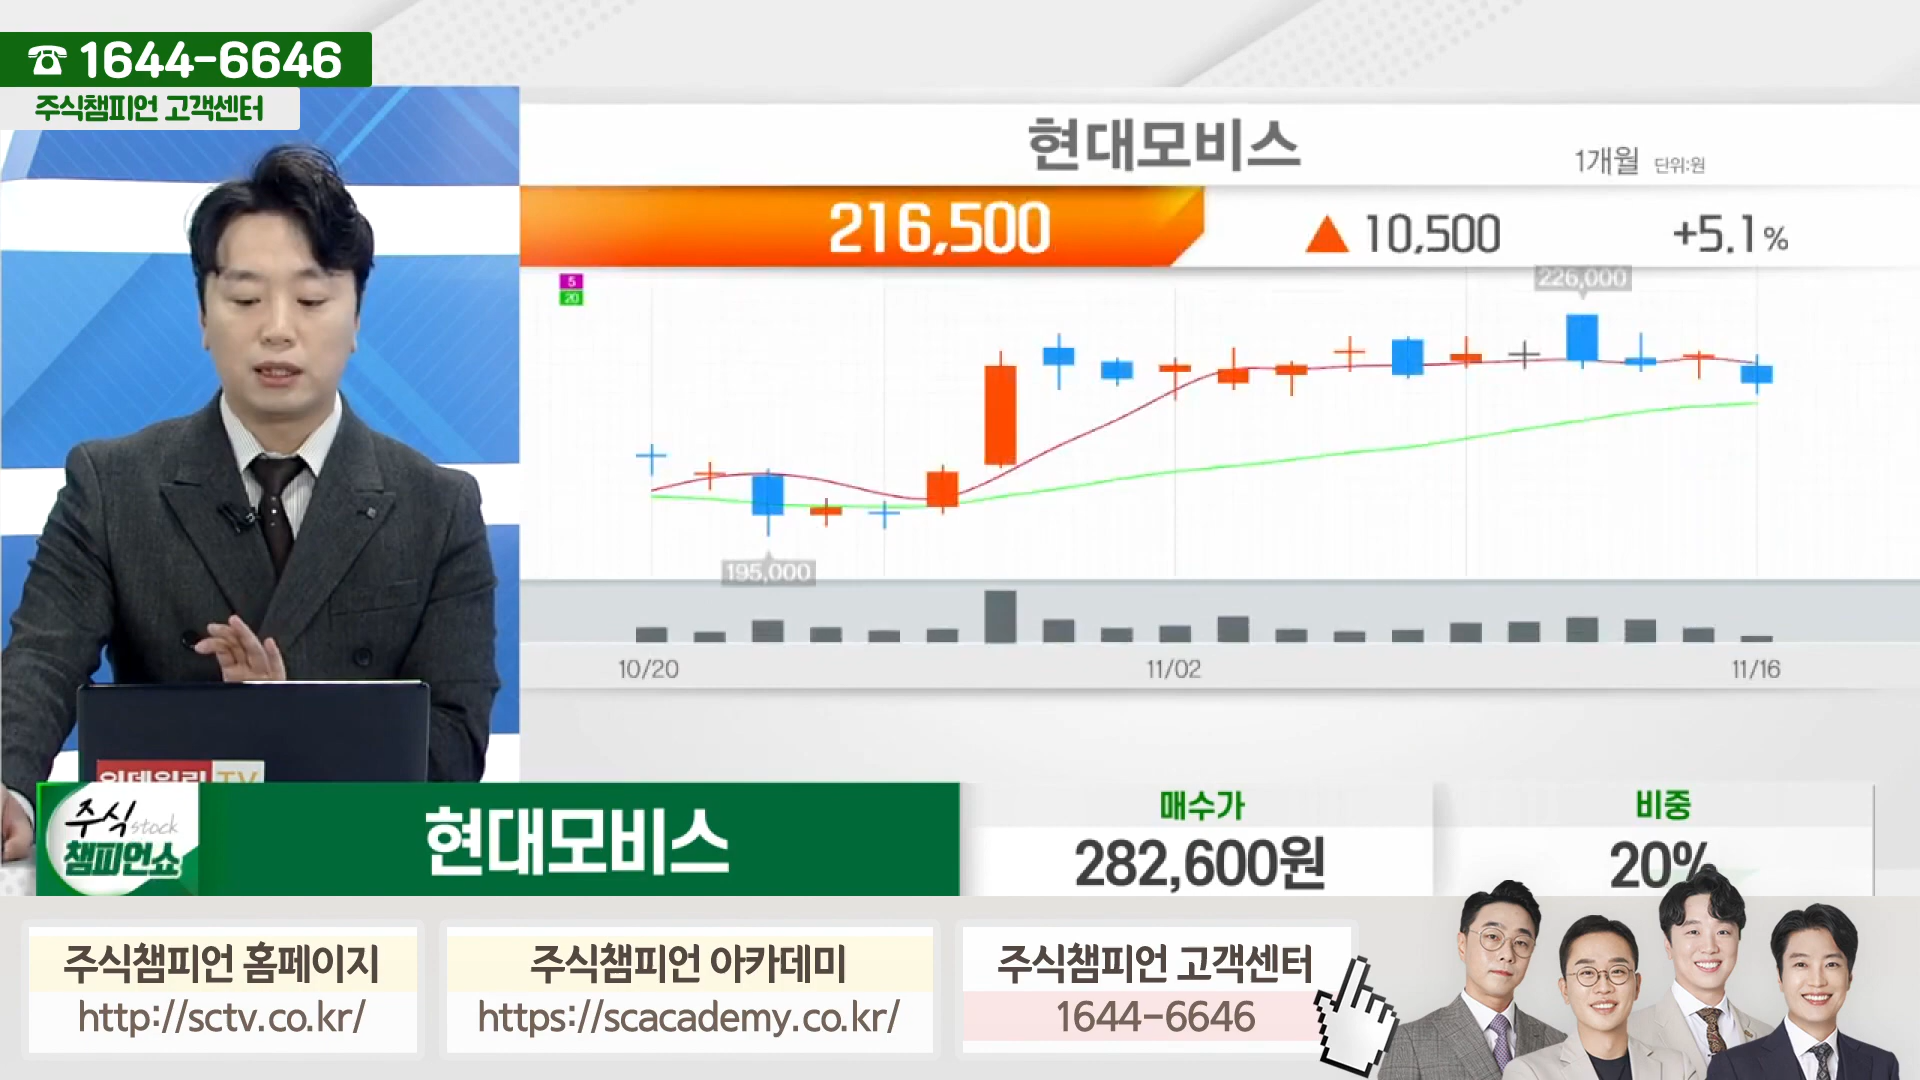 ☎ 1644-6646
주식챔피언 고객센터
현대모비스
1개월 단위:원
216,500 ▲ 10,500 +5.1%
5
20
226,000
195,000
10/20 11/02 11/16
이데일리 TV
주식 stock
챔피언쇼
현대모비스
매수가
282,600원
비중
20%
주식챔피언 홈페이지
http://sctv.co.kr/
주식챔피언 아카데미
https://scacademy.co.kr/
주식챔피언 고객센터
1644-6646